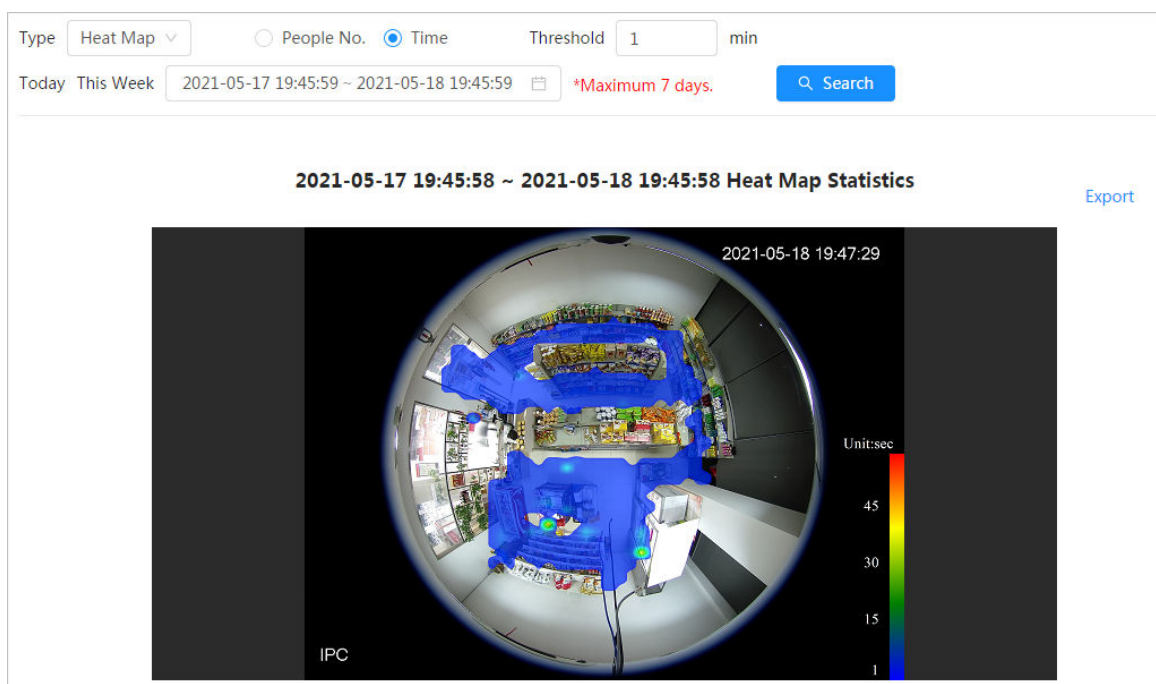 Type Heat Map People No. Time Threshold 1 min
Today This Week 2021-05-17 19:45:59 ~ 2021-05-18 19:45:59 *Maximum 7 days. Search
2021-05-17 19:45:58 ~ 2021-05-18 19:45:58 Heat Map Statistics
Export
2021-05-18 19:47:29
Unit:sec
45
30
15
1
IPC